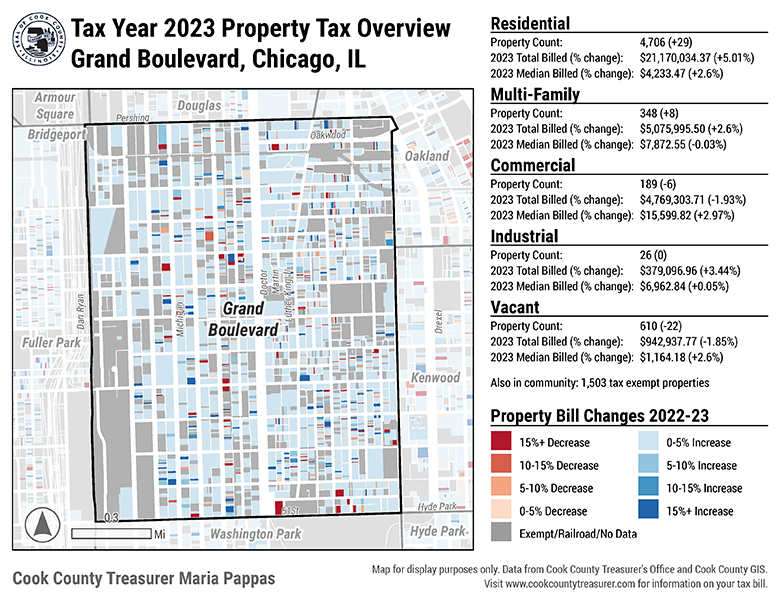 Tax Year 2023 Property Tax Overview
Grand Boulevard, Chicago, IL
Residential
Property Count: 4,706 (+29)
2023 Total Billed (% change): $21,170,034.37 (+5.01%)
2023 Median Billed (% change): $4,233.47 (+2.6%)
Multi-Family
Property Count: 348 (+8)
2023 Total Billed (% change): $5,075,995.50 (+2.6%)
2023 Median Billed (% change): $7,872.55 (-0.03%)
Commercial
Property Count: 189 (-6)
2023 Total Billed (% change): $4,769,303.71 (-1.93%)
2023 Median Billed (% change): $15,599.82 (+2.97%)
Industrial
Property Count: 26 (0)
2023 Total Billed (% change): $379,096.96 (+3.44%)
2023 Median Billed (% change): $6,962.84 (+0.05%)
Vacant
Property Count: 610 (-22)
2023 Total Billed (% change): $942,937.77 (-1.85%)
2023 Median Billed (% change): $1,164.18 (+2.6%)
Also in community: 1,503 tax exempt properties
Property Bill Changes 2022-23
15%+ Decrease
10-15% Decrease
5-10% Decrease
0-5% Decrease
Exempt/Railroad/No Data
0-5% Increase
5-10% Increase
10-15% Increase
15%+ Increase
Armour
Square
Douglas
Pershing
Bridgeport
Oakwood
Oakland
Dan Ryan
Michigan
Doctor
Martin
Luther King Jr
Grand
Boulevard
Drexel
Fuller Park
Kenwood
51St
Hyde Park
0.3
Mi
Washington Park
Hyde Park
Cook County Treasurer Maria Pappas
Map for display purposes only. Data from Cook County Treasurer's Office and Cook County GIS.
Visit www.cookcountytreasurer.com for information on your tax bill.